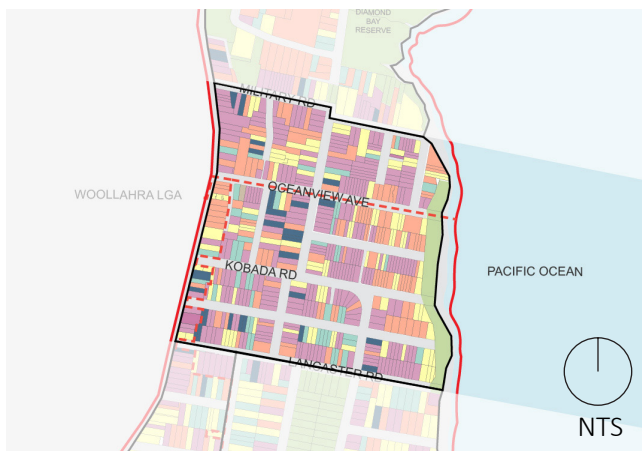 DIAMOND
BAY
RESERVE
MILITARY RD
WOOLLAHRA LGA
OCEANVIEW AVE
KOBADA RD
PACIFIC OCEAN
LANCASTER RD
NTS